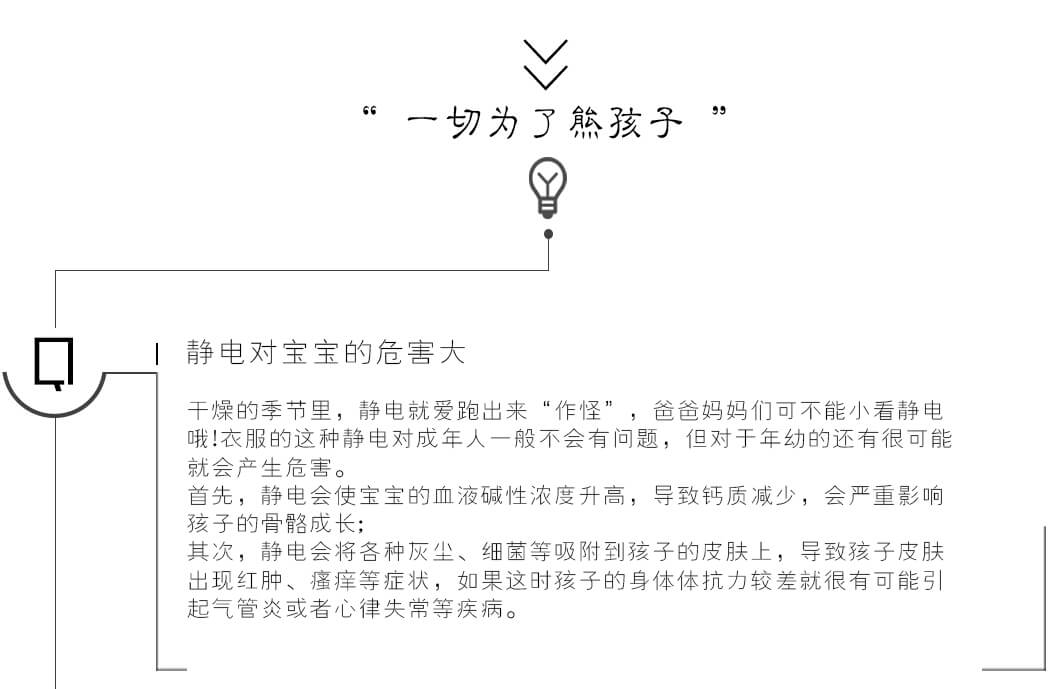 “ 一切为了熊孩子 ”
Q
静电对宝宝的危害大
干燥的季节里，静电就爱跑出来“作怪”，爸爸妈妈们可不能小看静电
哦!衣服的这种静电对成年人一般不会有问题，但对于年幼的还有很可能
就会产生危害。
首先，静电会使宝宝的血液碱性浓度升高，导致钙质减少，会严重影响
孩子的骨骼成长;
其次，静电会将各种灰尘、细菌等吸附到孩子的皮肤上，导致孩子皮肤
出现红肿、瘙痒等症状，如果这时孩子的身体体抗力较差就很有可能引
起气管炎或者心律失常等疾病。